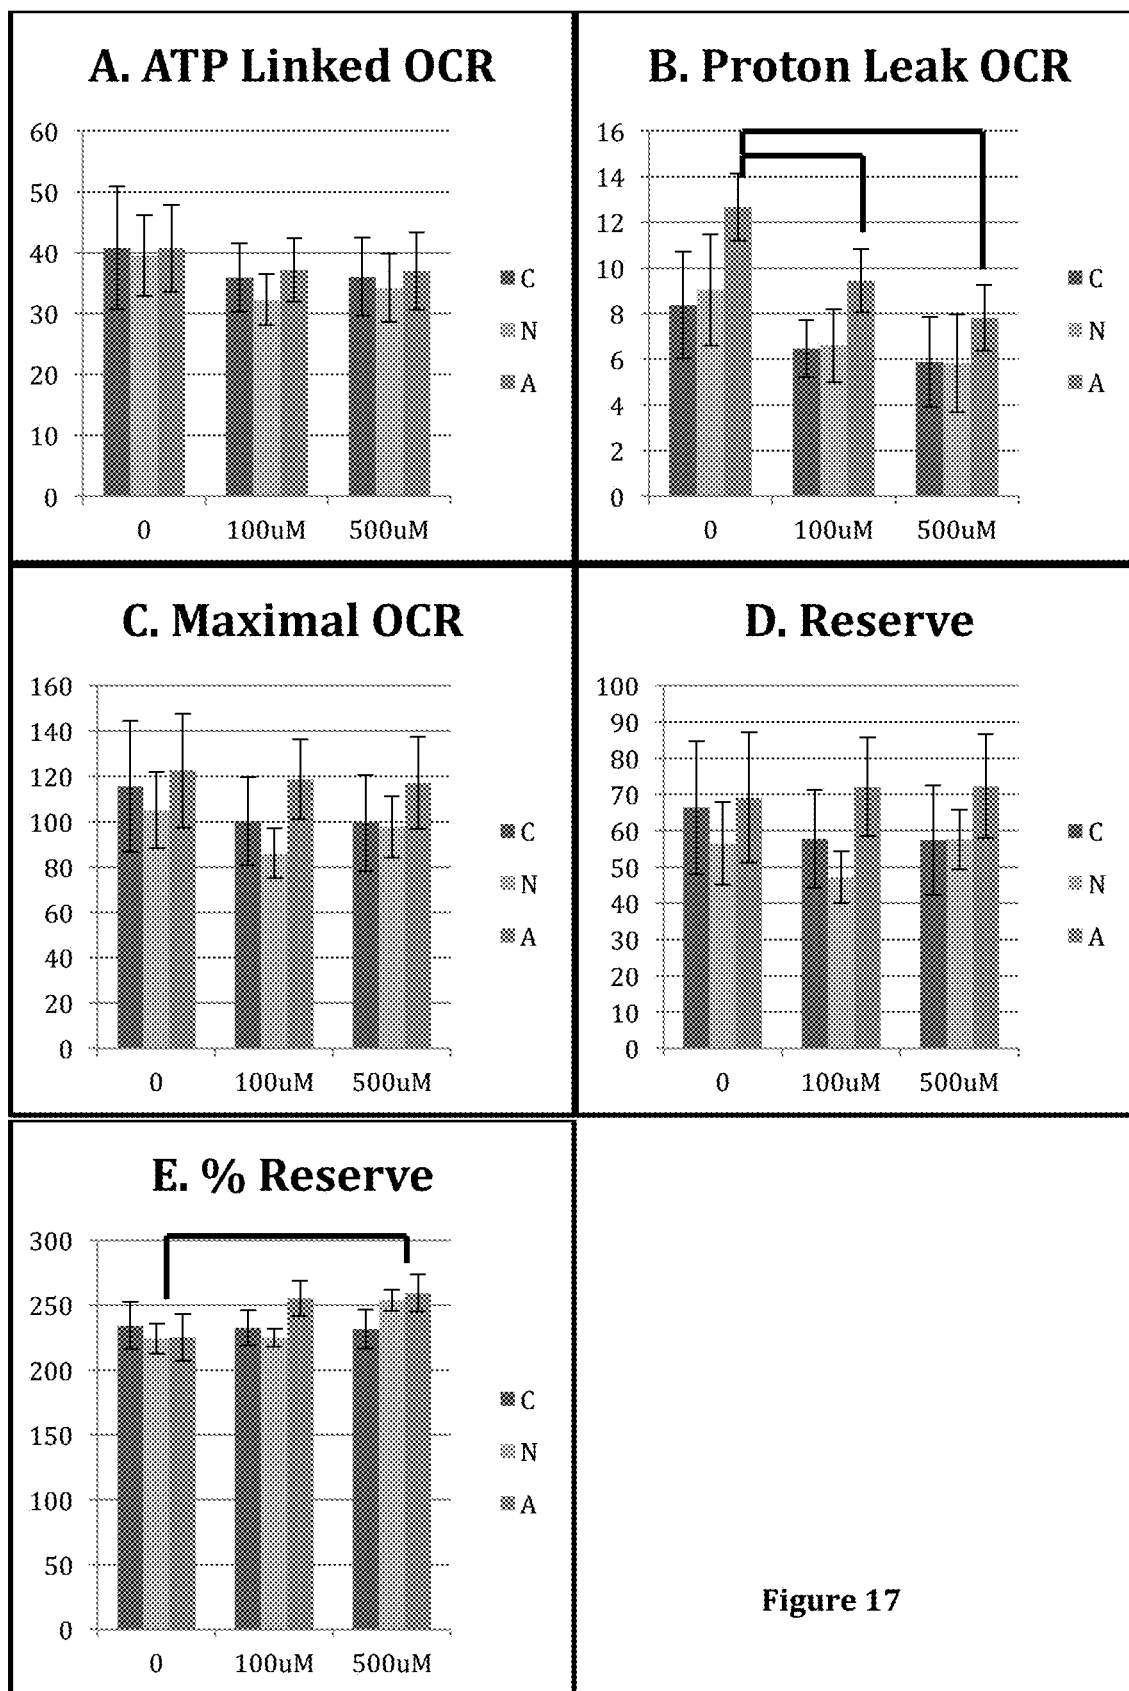 A. ATP Linked OCR
60
50
40
30
20
10
0
0 100uM 500uM
C
N
A
B. Proton Leak OCR
16
14
12
10
8
6
4
2
0
0 100uM 500uM
C
N
A
C. Maximal OCR
160
140
120
100
80
60
40
20
0
0 100uM 500uM
C
N
A
D. Reserve
100
90
80
70
60
50
40
30
20
10
0
0 100uM 500uM
C
N
A
E. % Reserve
300
250
200
150
100
50
0
0 100uM 500uM
C
N
A
Figure 17